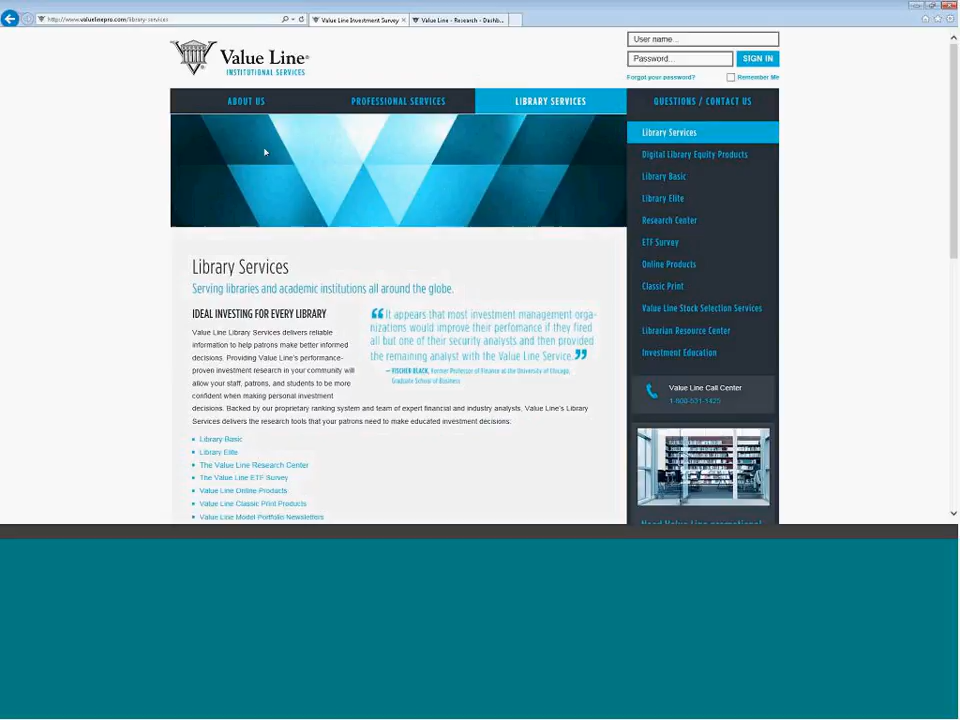 http://www.valuelinepro.com/library-services
Value Line Investment Survey
Value Line - Research - Dashb...
Value Line®
INSTITUTIONAL SERVICES
User name...
Password...
SIGN IN
Forgot your password?
Remember Me
ABOUT US
PROFESSIONAL SERVICES
LIBRARY SERVICES
QUESTIONS / CONTACT US
Library Services
Digital Library Equity Products
Library Basic
Library Elite
Research Center
ETF Survey
Online Products
Classic Print
Value Line Stock Selection Services
Librarian Resource Center
Investment Education
Value Line Call Center
1-800-531-1425
Need Value Line promotional
Library Services
Serving libraries and academic institutions all around the globe.
IDEAL INVESTING FOR EVERY LIBRARY
Value Line Library Services delivers reliable
information to help patrons make better informed
decisions. Providing Value Line's performance-
proven investment research in your community will
allow your staff, patrons, and students to be more
confident when making personal investment
decisions. Backed by our proprietary ranking system and team of expert financial and industry analysts, Value Line's Library
Services delivers the research tools that your patrons need to make educated investment decisions:
“It appears that most investment management orga-
nizations would improve their perfomance if they fired
all but one of their security analysts and then provided
the remaining analyst with the Value Line Service.”
— FISCHER BLACK, Former Professor of Finance at the University of Chicago,
Graduate School of Business
Library Basic
Library Elite
The Value Line Research Center
The Value Line ETF Survey
Value Line Online Products
Value Line Classic Print Products
Value Line Model Portfolio Newsletters